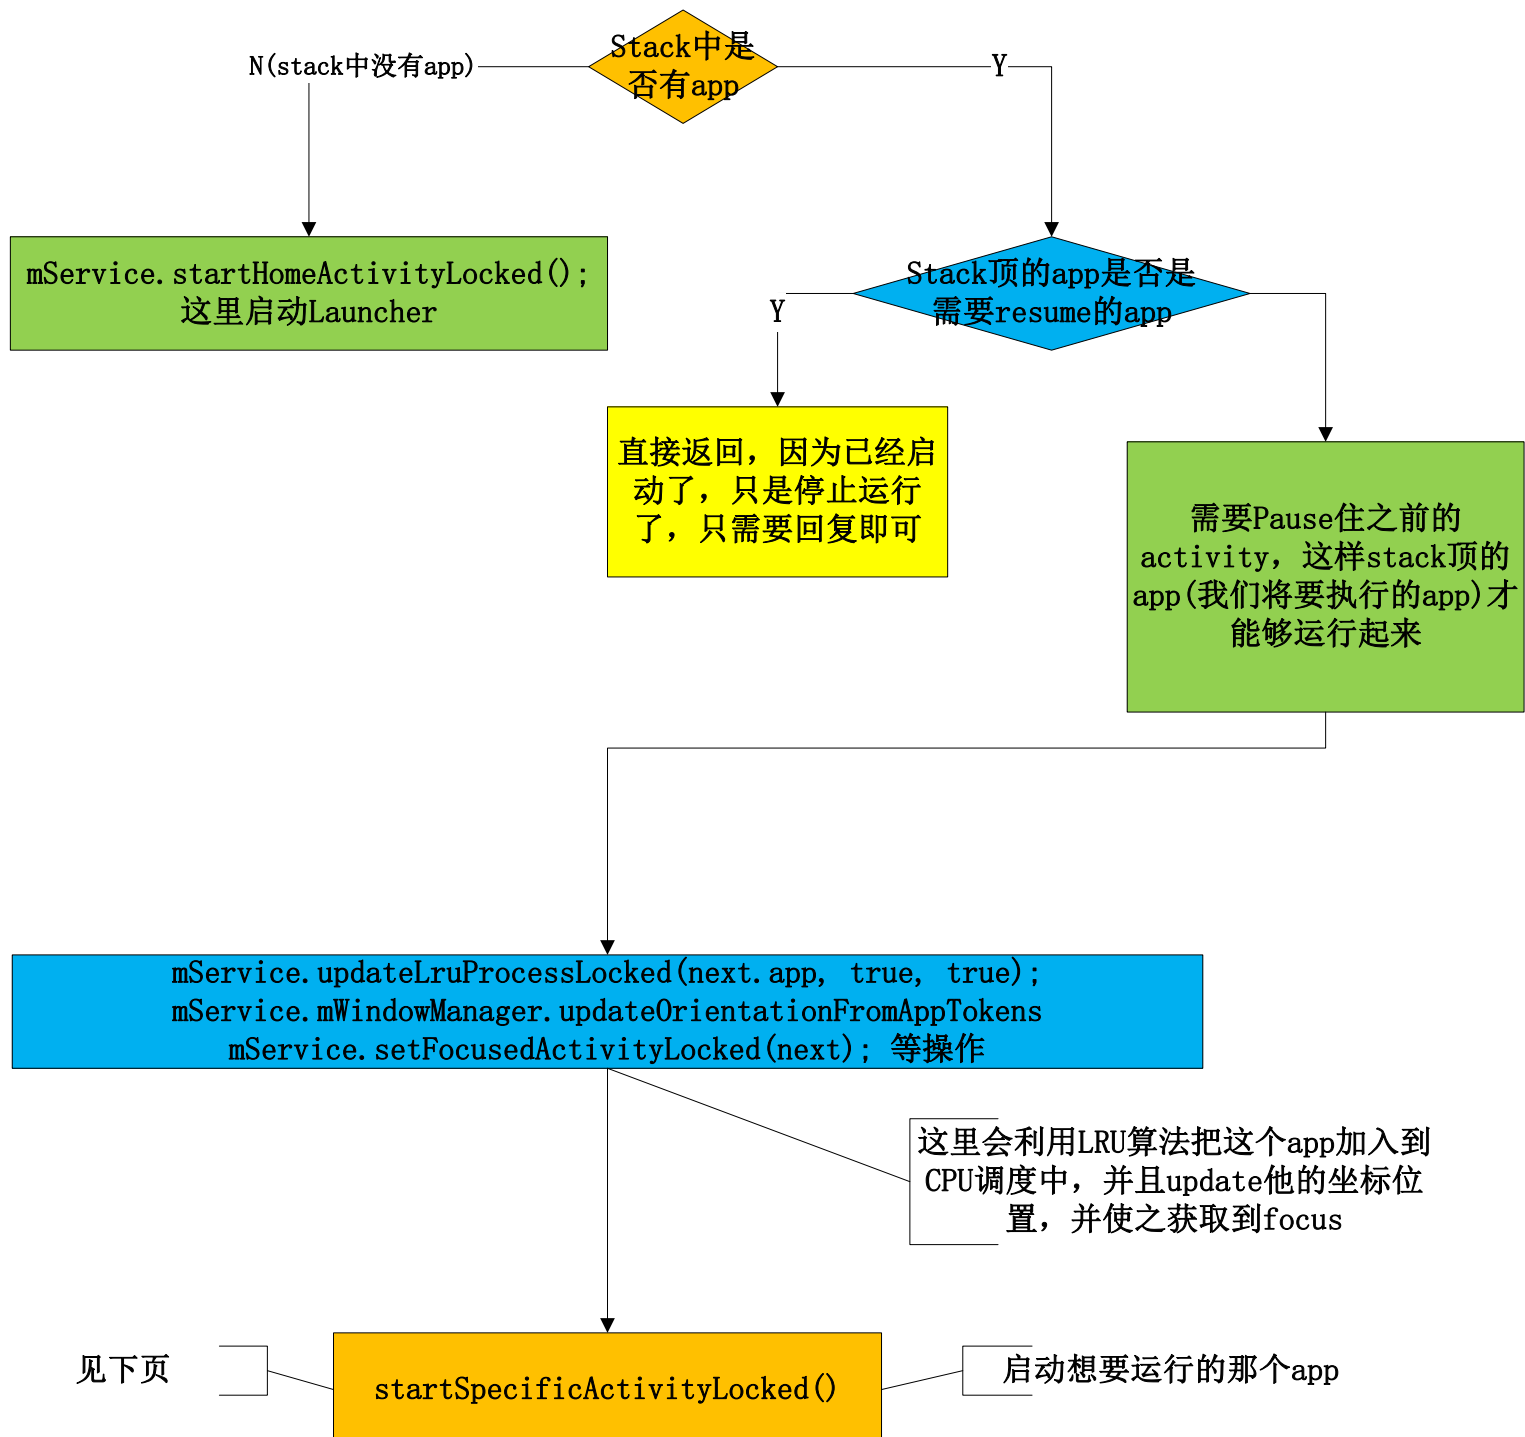 Stack中是
否有app
N(stack中没有app)
Y
mService.startHomeActivityLocked();
这里启动Launcher
Stack顶的app是否是
需要resume的app
Y
直接返回，因为已经启
动了，只是停止运行
了，只需要回复即可
需要Pause住之前的
activity，这样stack顶的
app(我们将要执行的app)才
能够运行起来
mService.updateLruProcessLocked(next.app, true, true);
mService.mWindowManager.updateOrientationFromAppTokens
mService.setFocusedActivityLocked(next); 等操作
这里会利用LRU算法把这个app加入到
CPU调度中，并且update他的坐标位
置，并使之获取到focus
见下页
startSpecificActivityLocked()
启动想要运行的那个app